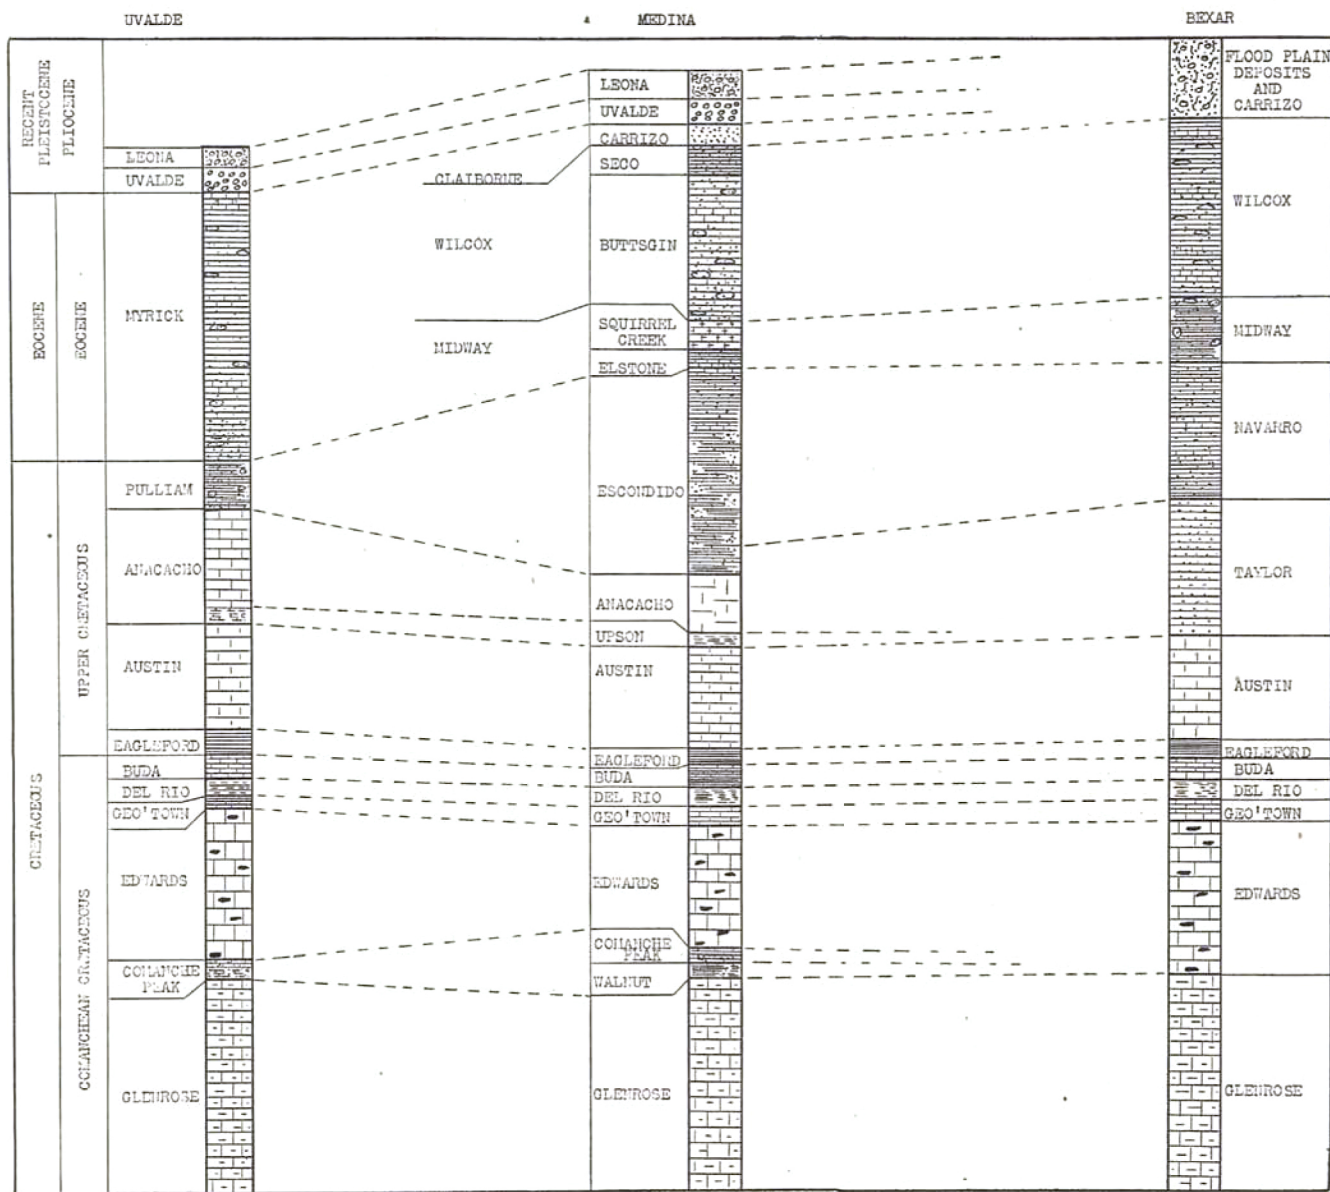 UVALDE
MEDINA
BEXAR
RECENT
PLEISTOCENE
PLIOCENE
EOCENE
EOCENE
CRETACEOUS
UPPER CRETACEOUS
COMANCHEAN CRETACEOUS
LEONA
UVALDE
MYRICK
PULLIAM
ANACACHO
AUSTIN
EAGLEFORD
BUDA
DEL RIO
GEO'TOWN
EDWARDS
COMANCHE
PEAK
GLENROSE
CLAIBORNE
WILCOX
MIDWAY
LEONA
UVALDE
CARRIZO
SECO
BUTTSGIN
SQUIRREL
CREEK
ELSTONE
ESCONDIDO
ANACACHO
UPSON
AUSTIN
EAGLEFORD
BUDA
DEL RIO
GEO'TOWN
EDWARDS
COMANCHE
PEAK
WALNUT
GLENROSE
FLOOD PLAIN
DEPOSITS
AND
CARRIZO
WILCOX
MIDWAY
NAVARRO
TAYLOR
AUSTIN
EAGLEFORD
BUDA
DEL RIO
GEO'TOWN
EDWARDS
GLENROSE